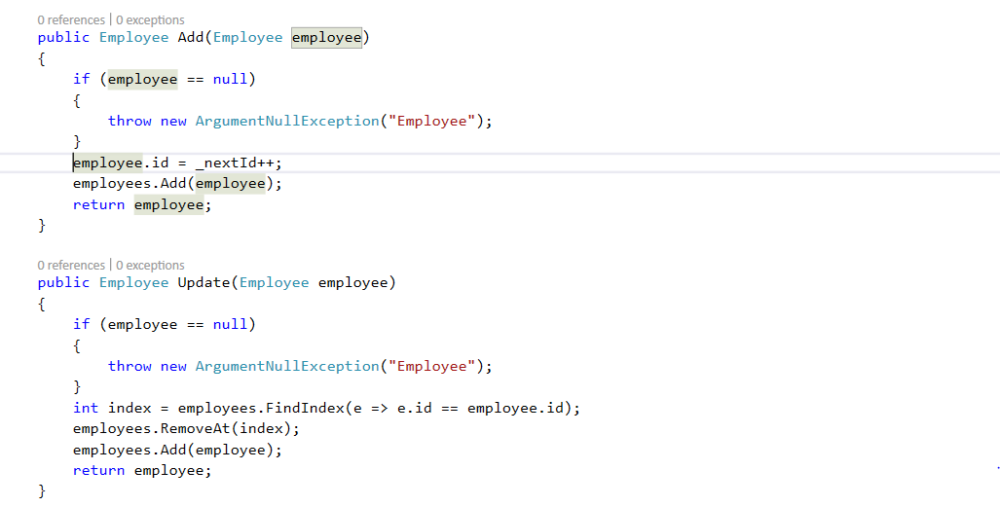 0 references | 0 exceptions
public Employee Add(Employee employee)
{
    if (employee == null)
    {
        throw new ArgumentNullException("Employee");
    }
    employee.id = _nextId++;
    employees.Add(employee);
    return employee;
}
0 references | 0 exceptions
public Employee Update(Employee employee)
{
    if (employee == null)
    {
        throw new ArgumentNullException("Employee");
    }
    int index = employees.FindIndex(e => e.id == employee.id);
    employees.RemoveAt(index);
    employees.Add(employee);
    return employee;
}